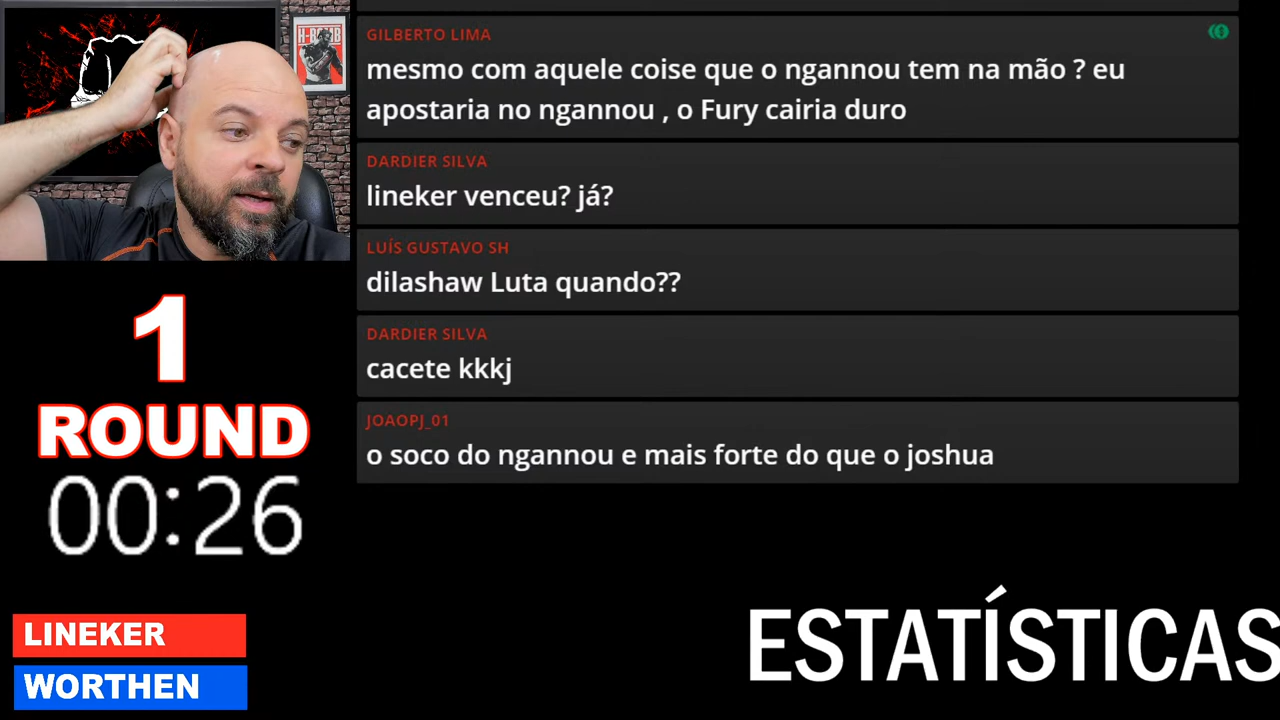 H-BOMB
GILBERTO LIMA
mesmo com aquele coise que o ngannou tem na mão ? eu
apostaria no ngannou , o Fury cairia duro
DARDIER SILVA
lineker venceu? já?
LUÍS GUSTAVO SH
dilashaw Luta quando??
DARDIER SILVA
cacete kkkj
JOAOPJ_01
o soco do ngannou e mais forte do que o joshua
1
ROUND
00:26
LINEKER
WORTHEN
ESTATÍSTICAS